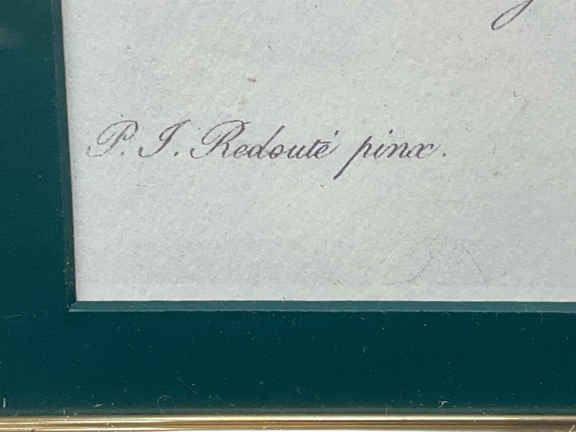 P. J. Redouté pinx.